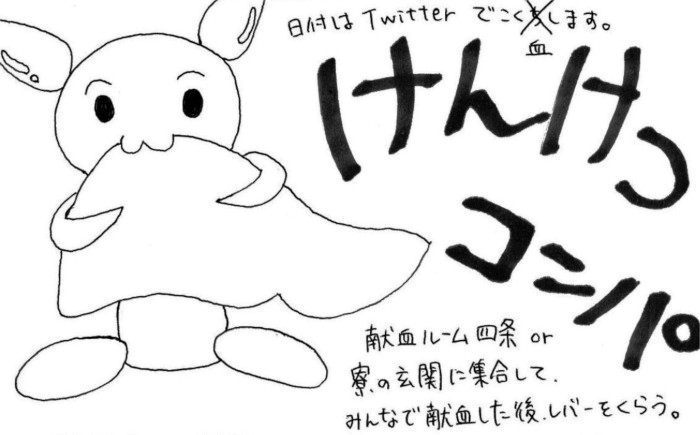 日付はTwitterでこくちします。
血
けんけつ
コンパ。
献血ルーム四条 or
寮の玄関に集合して、
みんなで献血した後、レバーをくらう。